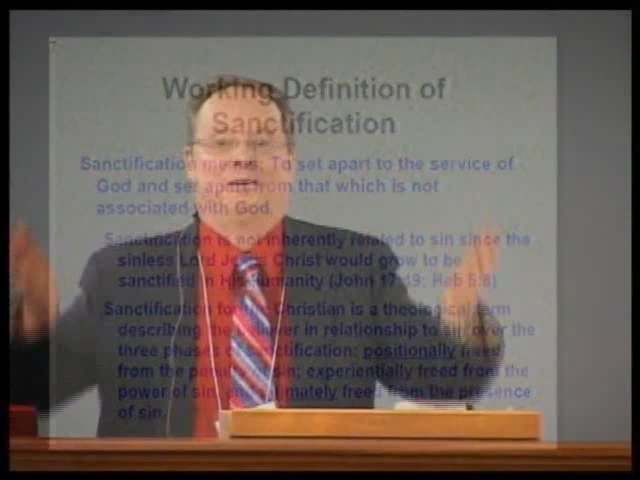 Working Definition of
Sanctification
Sanctification means: To set apart to the service of
God and set apart from that which is not
associated with God.
Sanctification is not inherently related to sin since the
sinless Lord Jesus Christ would grow to be
sanctified in His humanity (John 17:19; Heb 5:8)
Sanctification for the Christian is a theological term
describing the believer in relationship to sin over the
three phases of sanctification: positionally freed
from the penalty of sin; experientially freed from the
power of sin, and ultimately freed from the presence
of sin.